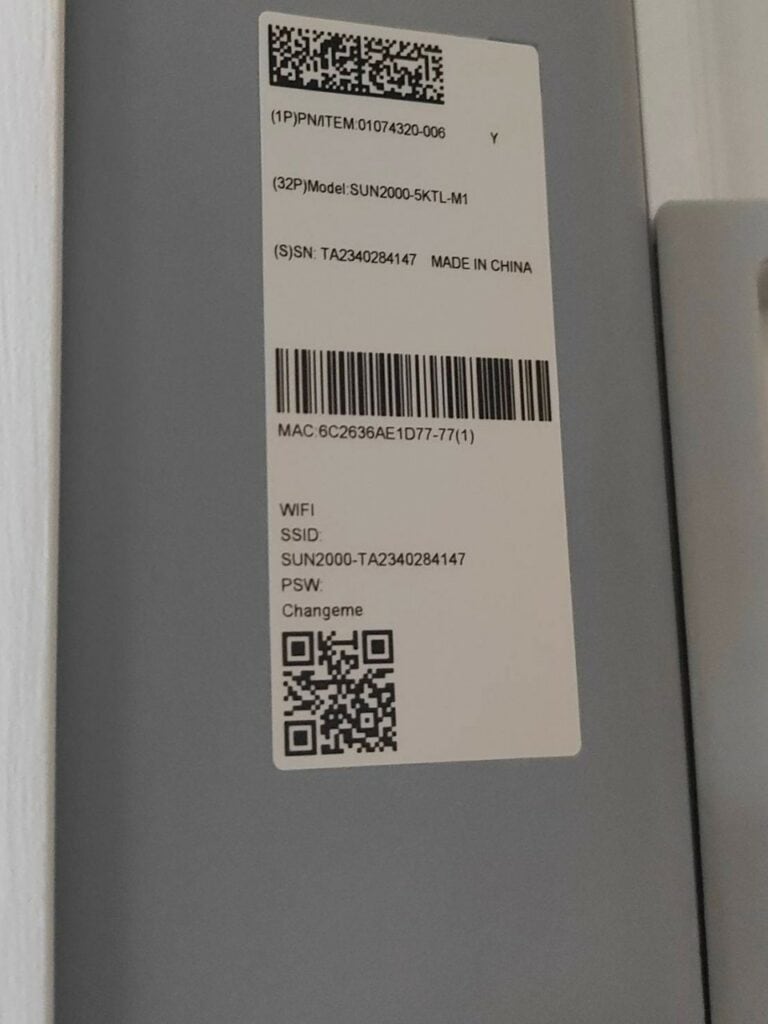 (1P)PN/ITEM:01074320-006 Y
(32P)Model:SUN2000-5KTL-M1
(S)SN: TA2340284147 MADE IN CHINA
MAC:6C2636AE1D77-77(1)
WIFI
SSID:
SUN2000-TA2340284147
PSW:
Changeme